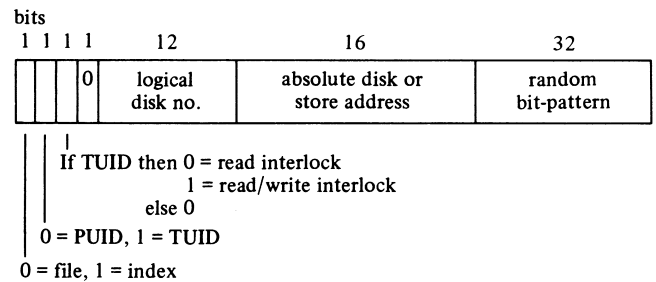 bits
1 1 1 1 12 16 32
0 logical absolute disk or random
disk no. store address bit-pattern
If TUID then 0 = read interlock
1 = read/write interlock
else 0
0 = PUID, 1 = TUID
0 = file, 1 = index